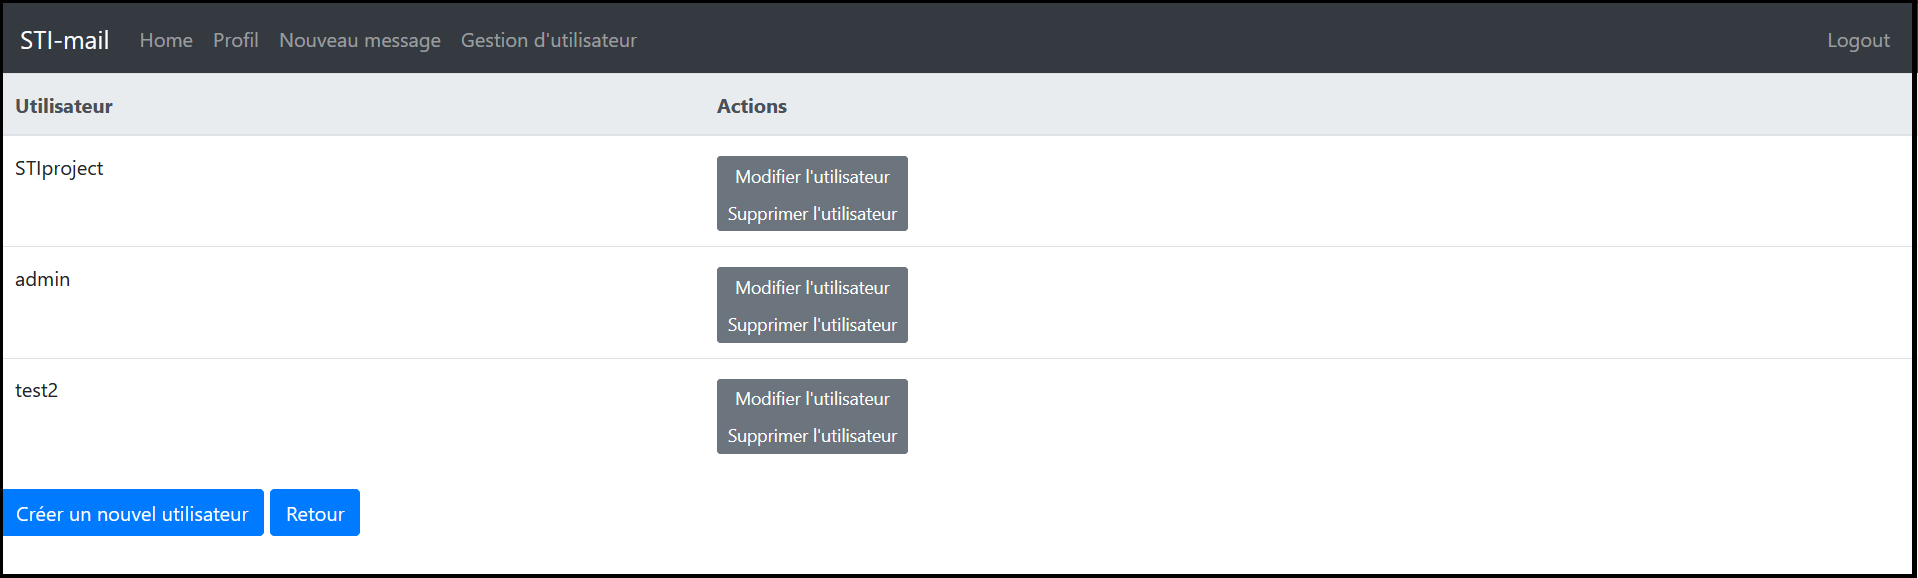 STI-mail Home Profil Nouveau message Gestion d'utilisateur Logout
Utilisateur Actions
STIproject
Modifier l'utilisateur
Supprimer l'utilisateur
admin
Modifier l'utilisateur
Supprimer l'utilisateur
test2
Modifier l'utilisateur
Supprimer l'utilisateur
Créer un nouvel utilisateur Retour